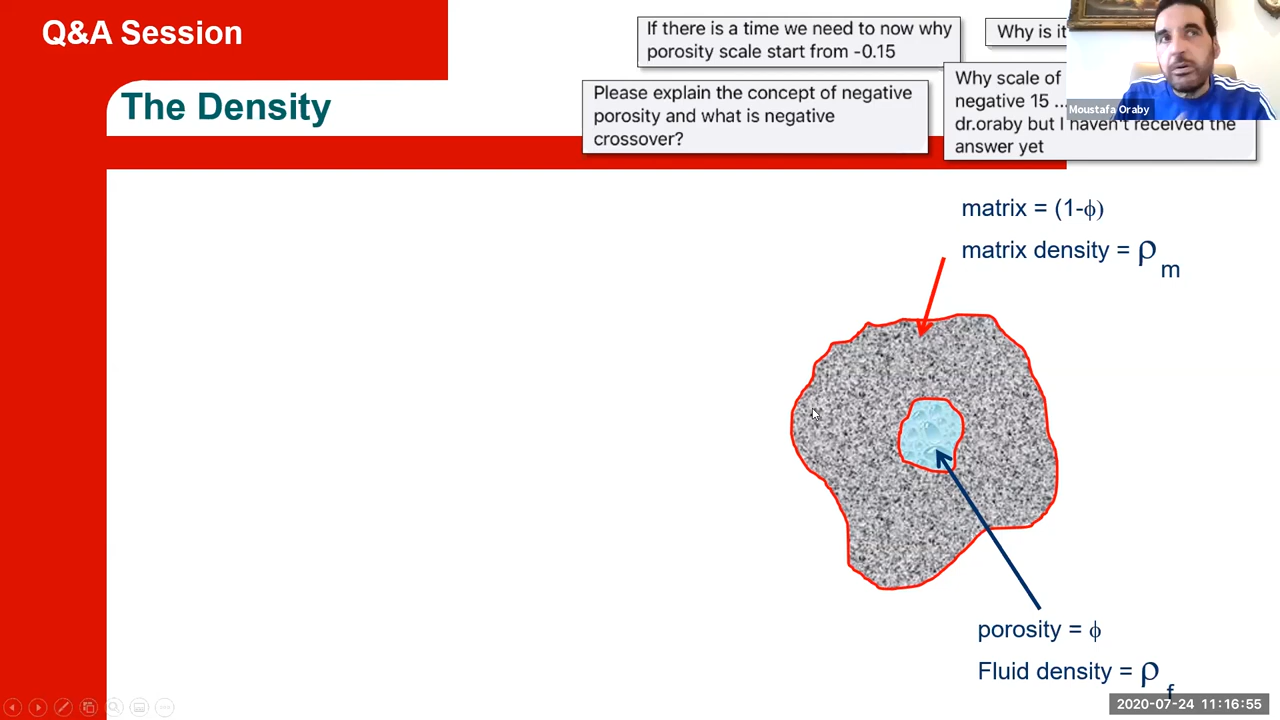 Q&A Session
The Density
If there is a time we need to now why
porosity scale start from -0.15
Why is it
Please explain the concept of negative
porosity and what is negative
crossover?
Why scale of
negative 15 ...
dr.oraby but I haven't received the
answer yet
Moustafa Oraby
matrix = (1-ϕ)
matrix density = ρ
m
porosity = ϕ
Fluid density = ρ
f
2020-07-24 11:16:55